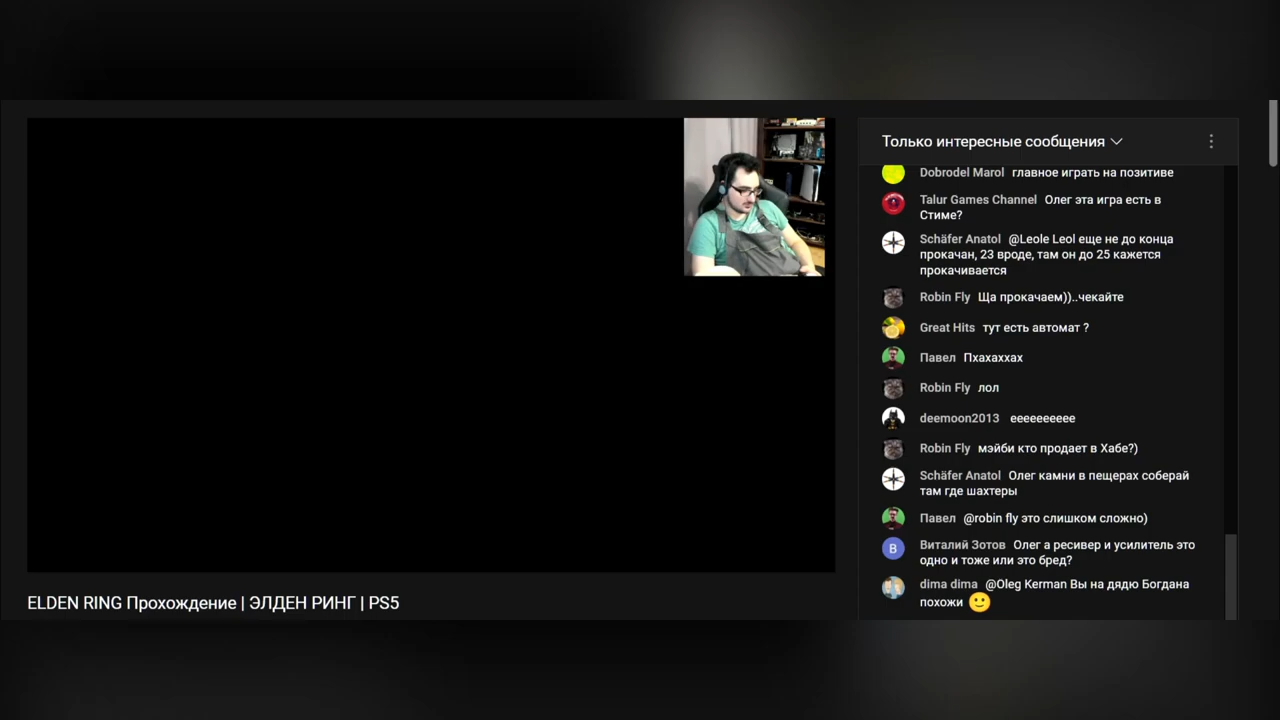 Только интересные сообщения
Dobrodel Marol главное играть на позитиве
Talur Games Channel Олег эта игра есть в
Стиме?
Schäfer Anatol @Leole Leol еще не до конца
прокачан, 23 вроде, там он до 25 кажется
прокачивается
Robin Fly Ща прокачаем))..чекайте
Great Hits тут есть автомат ?
Павел Пхахаххах
Robin Fly лол
deemoon2013 ееееееееее
Robin Fly мэйби кто продает в Хабе?)
Schäfer Anatol Олег камни в пещерах соберай
там где шахтеры
Павел @robin fly это слишком сложно)
В Виталий Зотов Олег а ресивер и усилитель это
одно и тоже или это бред?
dima dima @Oleg Kerman Вы на дядю Богдана
похожи
ELDEN RING Прохождение | ЭЛДЕН РИНГ | PS5